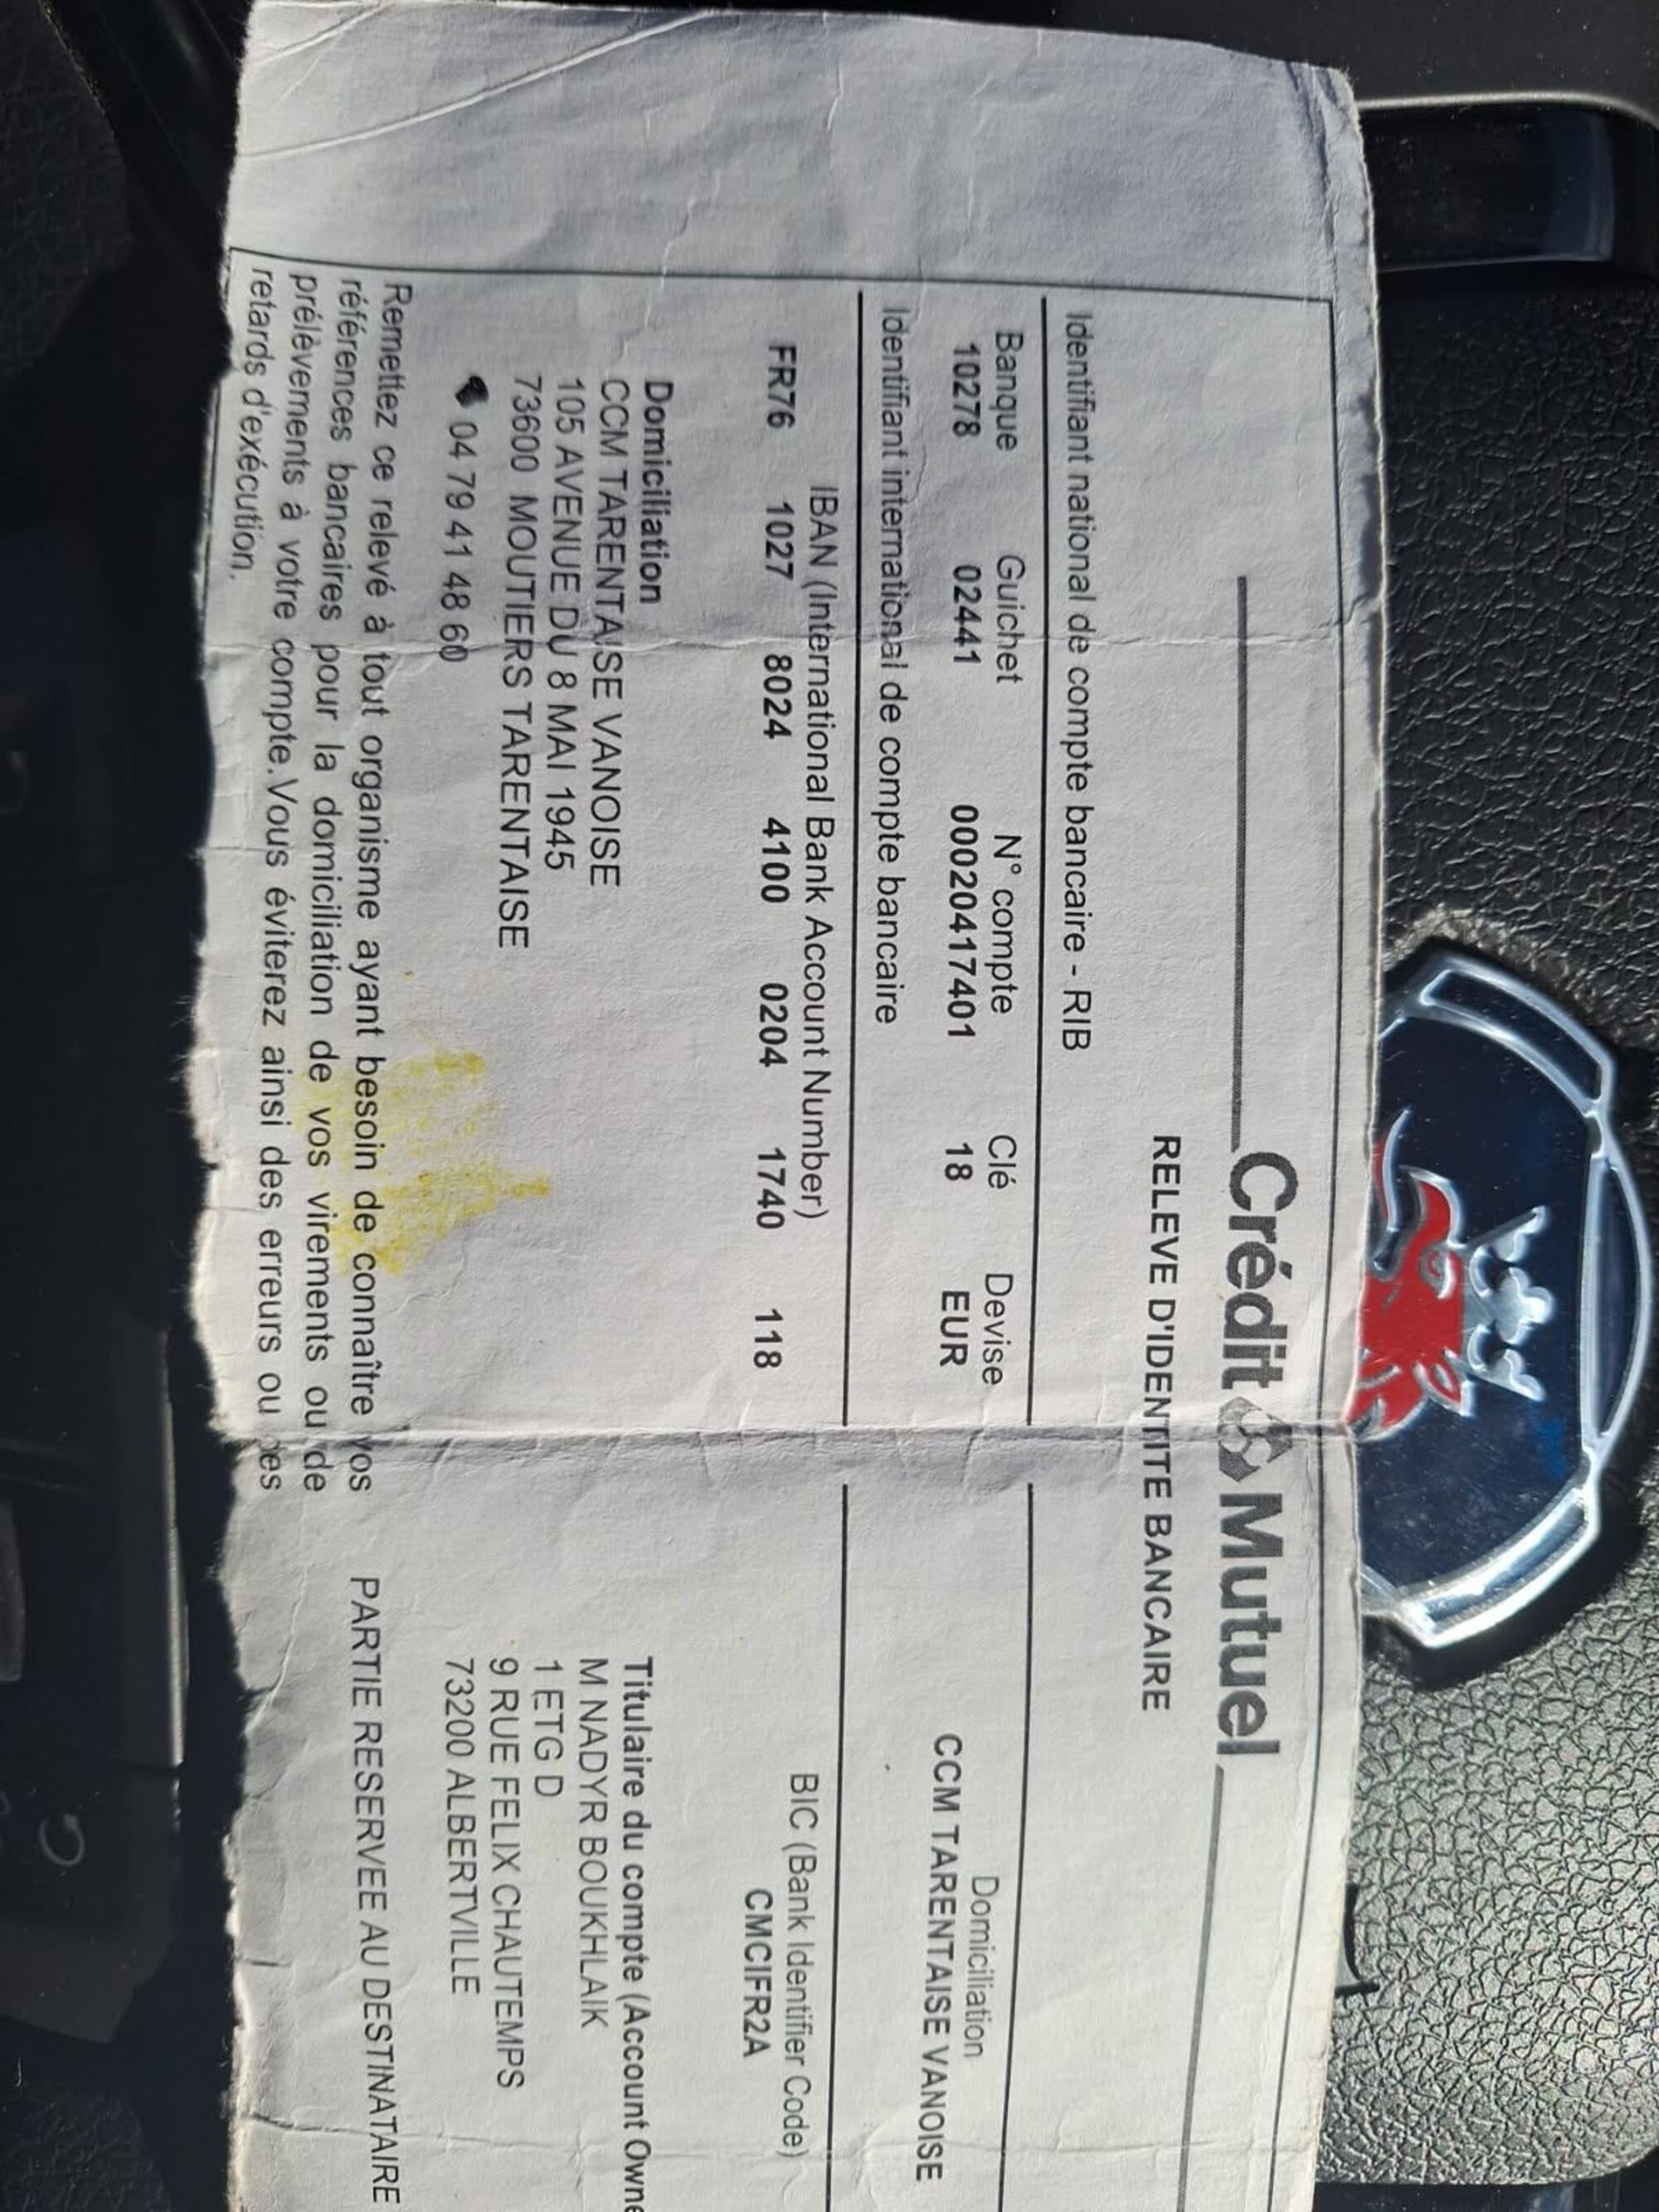 Crédit Mutuel
RELEVE D'IDENTITE BANCAIRE
Identifiant national de compte bancaire - RIB
Banque Guichet N° compte Clé Devise Domiciliation
10278 02441 00020417401 18 EUR CCM TARENTAISE VANOISE
Identifiant international de compte bancaire
IBAN (International Bank Account Number) BIC (Bank Identifier Code)
FR76 1027 8024 4100 0204 1740 118 CMCIFR2A
Domiciliation
CCM TARENTAISE VANOISE
105 AVENUE DU 8 MAI 1945
73600 MOUTIERS TARENTAISE
04 79 41 48 60
Titulaire du compte (Account Owne
M NADYR BOUKHLAIK
1 ETG D
9 RUE FELIX CHAUTEMPS
73200 ALBERTVILLE
Remettez ce relevé à tout organisme ayant besoin de connaître vos
références bancaires pour la domiciliation de vos virements ou de
prélèvements à votre compte.Vous éviterez ainsi des erreurs ou des
retards d'exécution.
PARTIE RESERVEE AU DESTINATAIRE